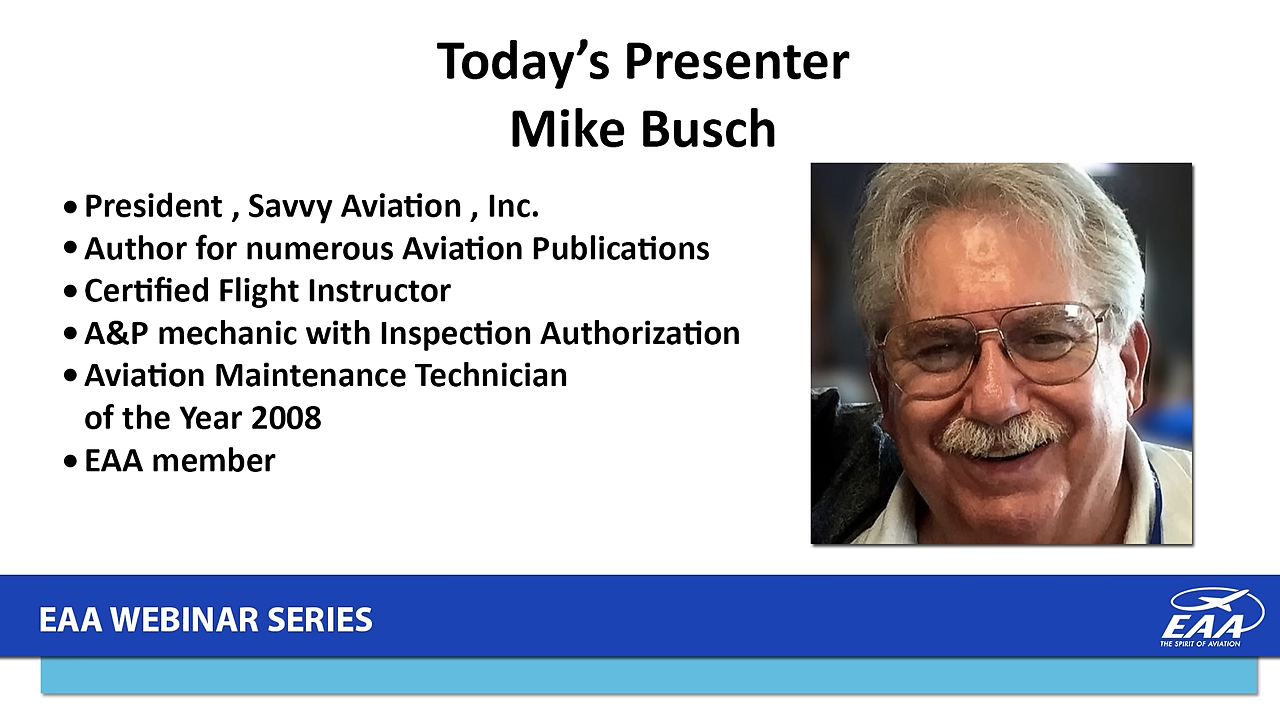 Today’s Presenter
Mike Busch
• President , Savvy Aviation , Inc.
• Author for numerous Aviation Publications
• Certified Flight Instructor
• A&P mechanic with Inspection Authorization
• Aviation Maintenance Technician
of the Year 2008
• EAA member
EAA WEBINAR SERIES
EAA
THE SPIRIT OF AVIATION